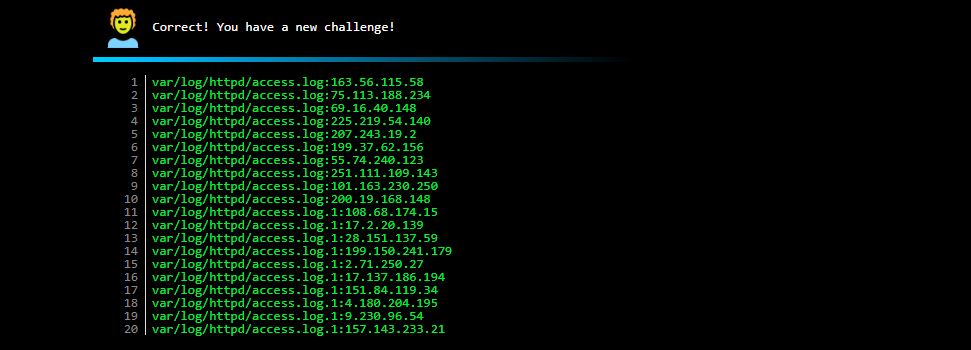 Correct! You have a new challenge!
1 var/log/httpd/access.log:163.56.115.58
2 var/log/httpd/access.log:75.113.188.234
3 var/log/httpd/access.log:69.16.40.148
4 var/log/httpd/access.log:225.219.54.140
5 var/log/httpd/access.log:207.243.19.2
6 var/log/httpd/access.log:199.37.62.156
7 var/log/httpd/access.log:55.74.240.123
8 var/log/httpd/access.log:251.111.109.143
9 var/log/httpd/access.log:101.163.230.250
10 var/log/httpd/access.log:200.19.168.148
11 var/log/httpd/access.log.1:108.68.174.15
12 var/log/httpd/access.log.1:17.2.20.139
13 var/log/httpd/access.log.1:28.151.137.59
14 var/log/httpd/access.log.1:199.150.241.179
15 var/log/httpd/access.log.1:2.71.250.27
16 var/log/httpd/access.log.1:17.137.186.194
17 var/log/httpd/access.log.1:151.84.119.34
18 var/log/httpd/access.log.1:4.180.204.195
19 var/log/httpd/access.log.1:9.230.96.54
20 var/log/httpd/access.log.1:157.143.233.21